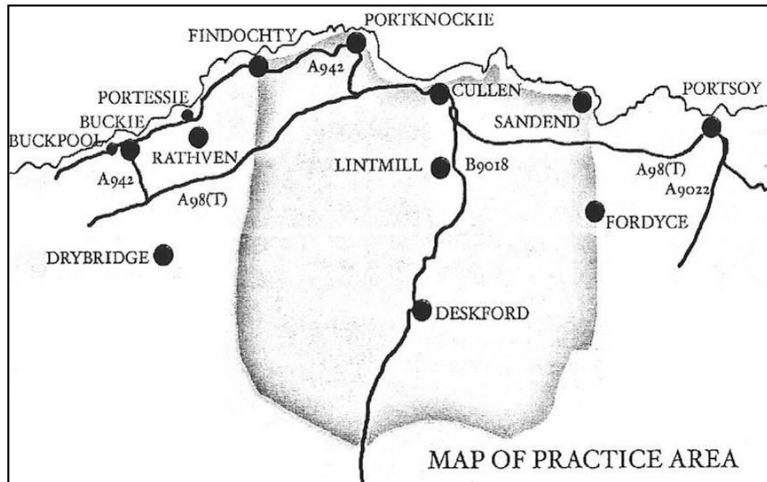 PORTKNOCKIE
FINDOCHTY
A942
CULLEN
PORTESSIE
BUCKIE
BUCKPOOL
RATHVEN
SANDEND
PORTSOY
LINTMILL
B9018
A942
A98(T)
A98(T)
A9022
FORDYCE
DRYBRIDGE
DESKFORD
MAP OF PRACTICE AREA